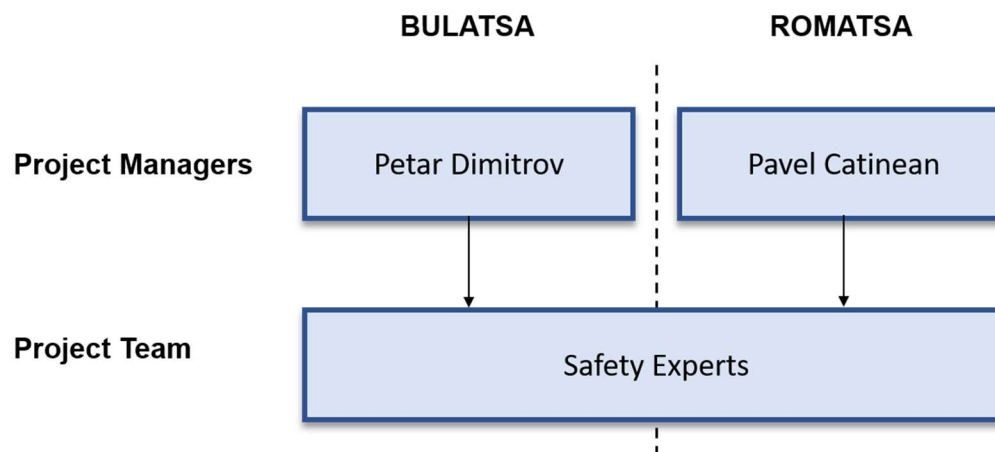 BULATSA ROMATSA
Project Managers Petar Dimitrov Pavel Catinean
Project Team Safety Experts